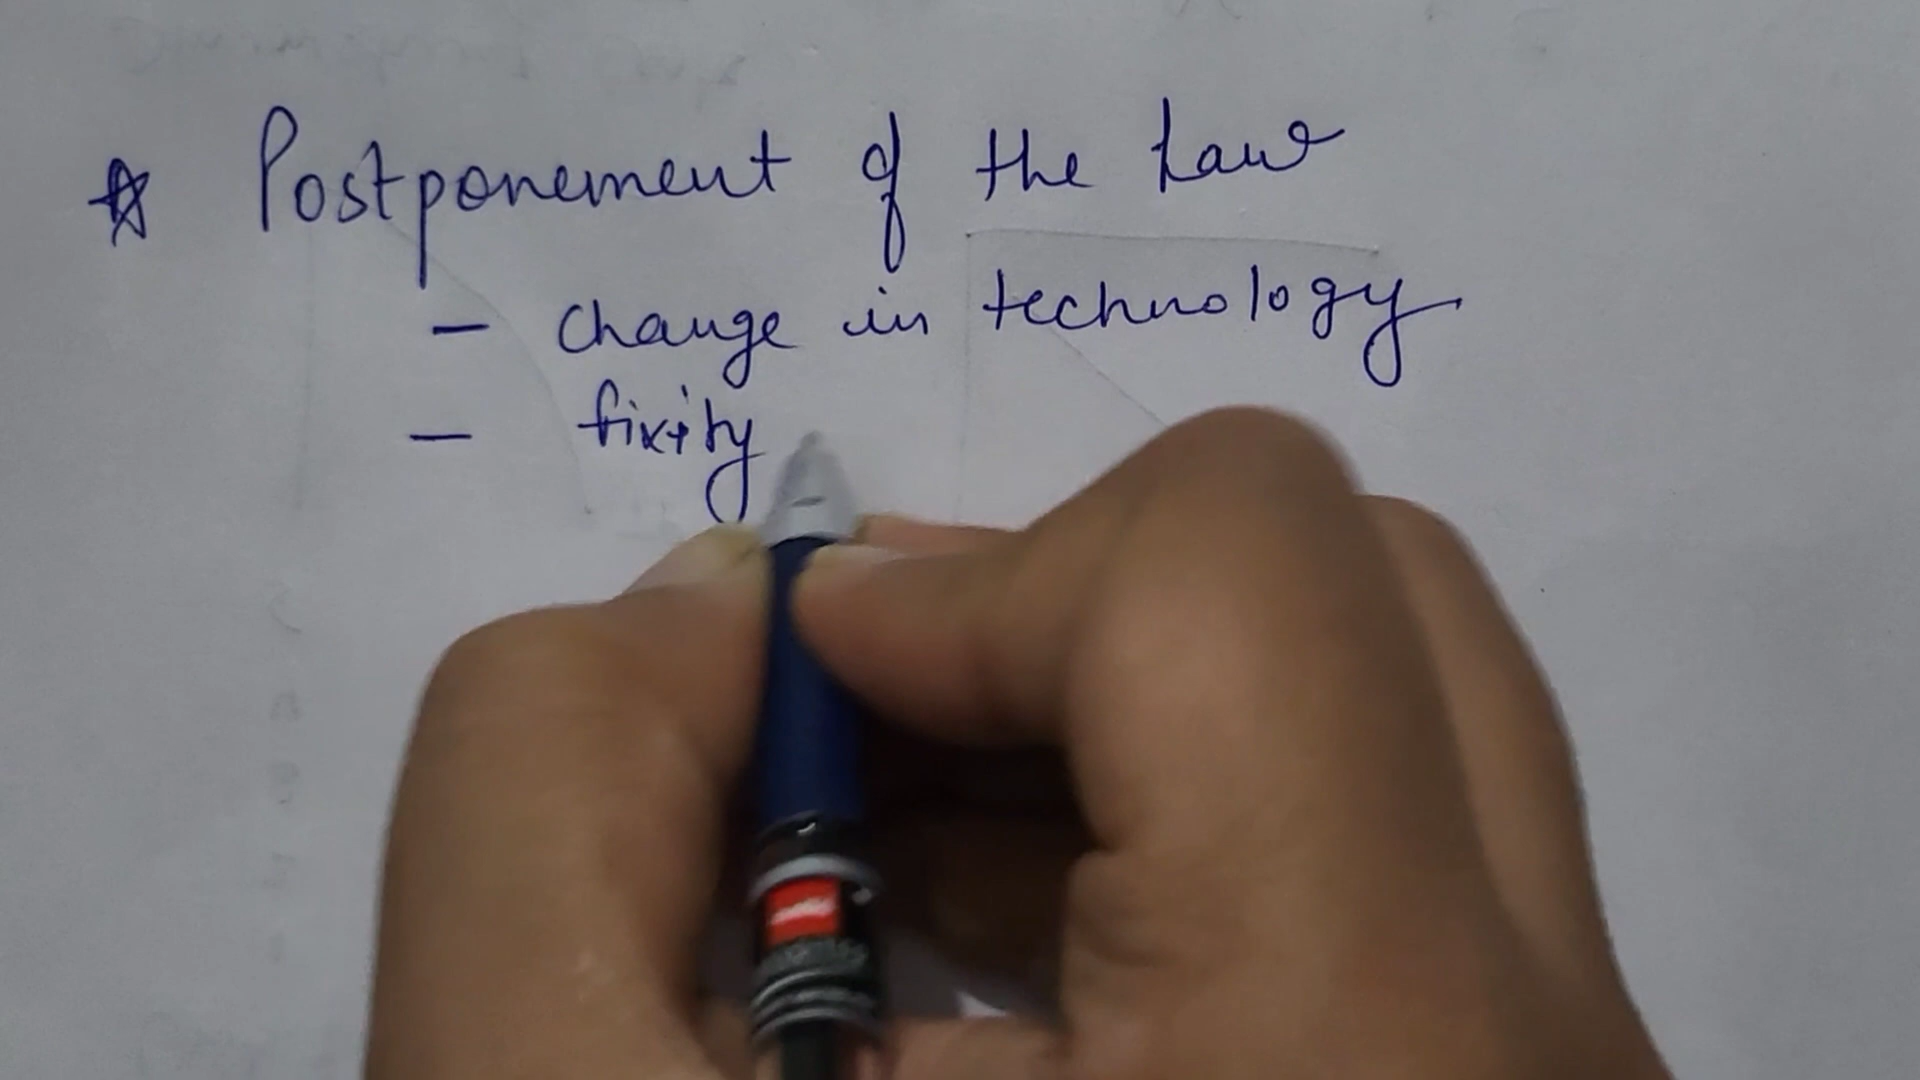 ☆ Postponement of the Law
— change in technology
— fixity